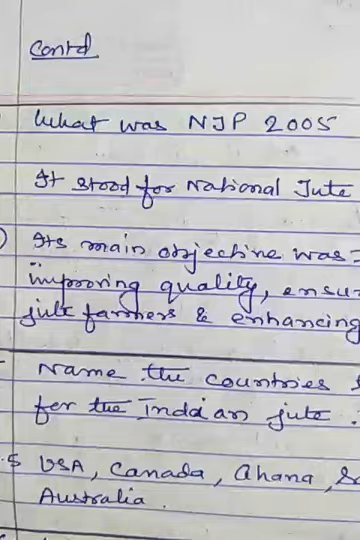 Contd
What was NJP 2005
It stood for National Jute
Its main objective was
improving quality, ensu
jute farmers & enhancing
Name the countries
for the Indian jute.
USA, Canada, Ghana,
Australia.